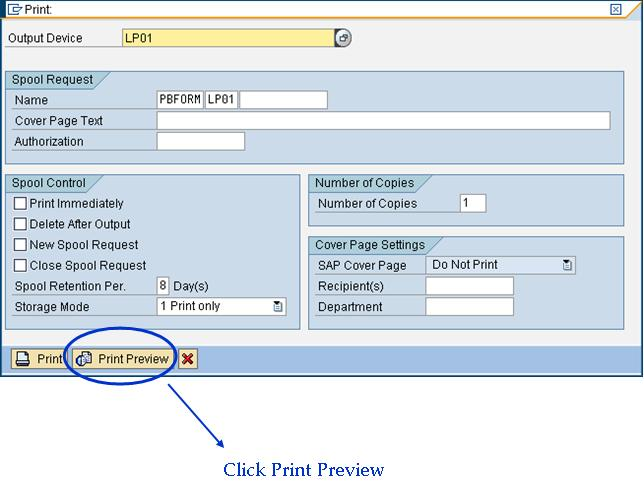 Print:
Output Device LP01
Spool Request
Name PBFORM LP01
Cover Page Text
Authorization
Spool Control
Print Immediately
Delete After Output
New Spool Request
Close Spool Request
Spool Retention Per. 8 Day(s)
Storage Mode 1 Print only
Number of Copies
Number of Copies 1
Cover Page Settings
SAP Cover Page Do Not Print
Recipient(s)
Department
Print Print Preview
Click Print Preview